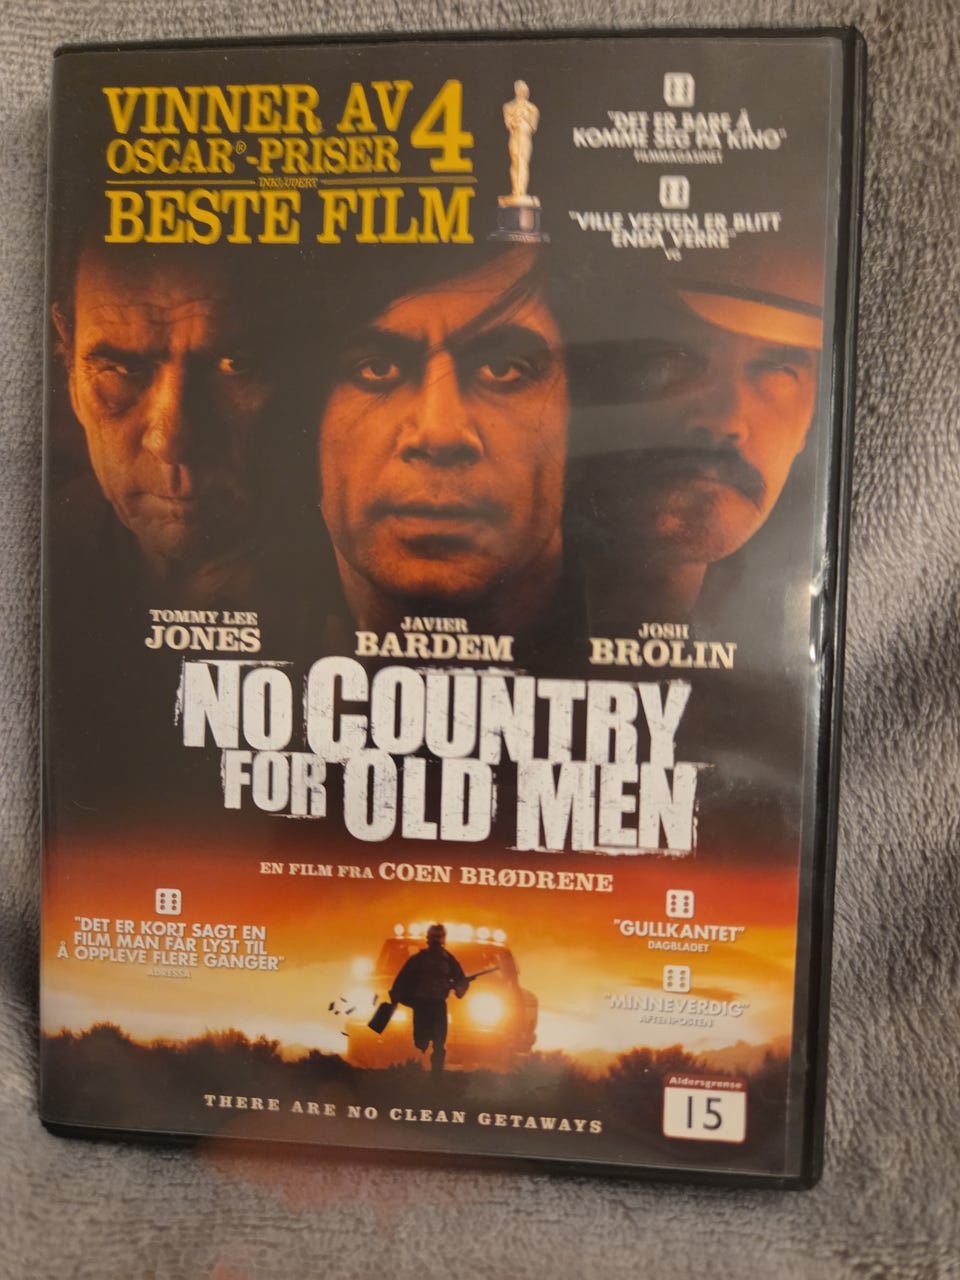 VINNER AV 4
OSCAR®-PRISER
INKLUDERT
BESTE FILM
"DET ER BARE Å
KOMME SEG PÅ KINO"
FILMMAGASINET
"VILLE VESTEN ER BLITT
ENDA VERRE"
VG
TOMMY LEE
JONES
JAVIER
BARDEM
JOSH
BROLIN
NO COUNTRY
FOR OLD MEN
EN FILM FRA COEN BRØDRENE
"DET ER KORT SAGT EN
FILM MAN FÅR LYST TIL
Å OPPLEVE FLERE GANGER"
ADRESSA
"GULLKANTET"
DAGBLADET
"MINNEVERDIG"
AFTENPOSTEN
THERE ARE NO CLEAN GETAWAYS
Aldersgrense
15